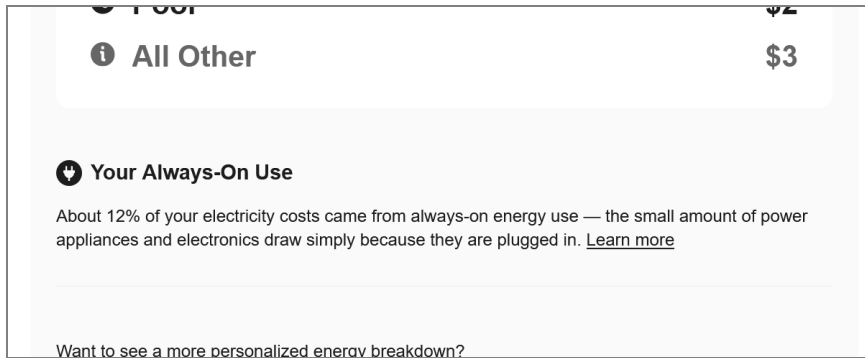 Pool $2
All Other $3
Your Always-On Use
About 12% of your electricity costs came from always-on energy use — the small amount of power
appliances and electronics draw simply because they are plugged in. Learn more
Want to see a more personalized energy breakdown?